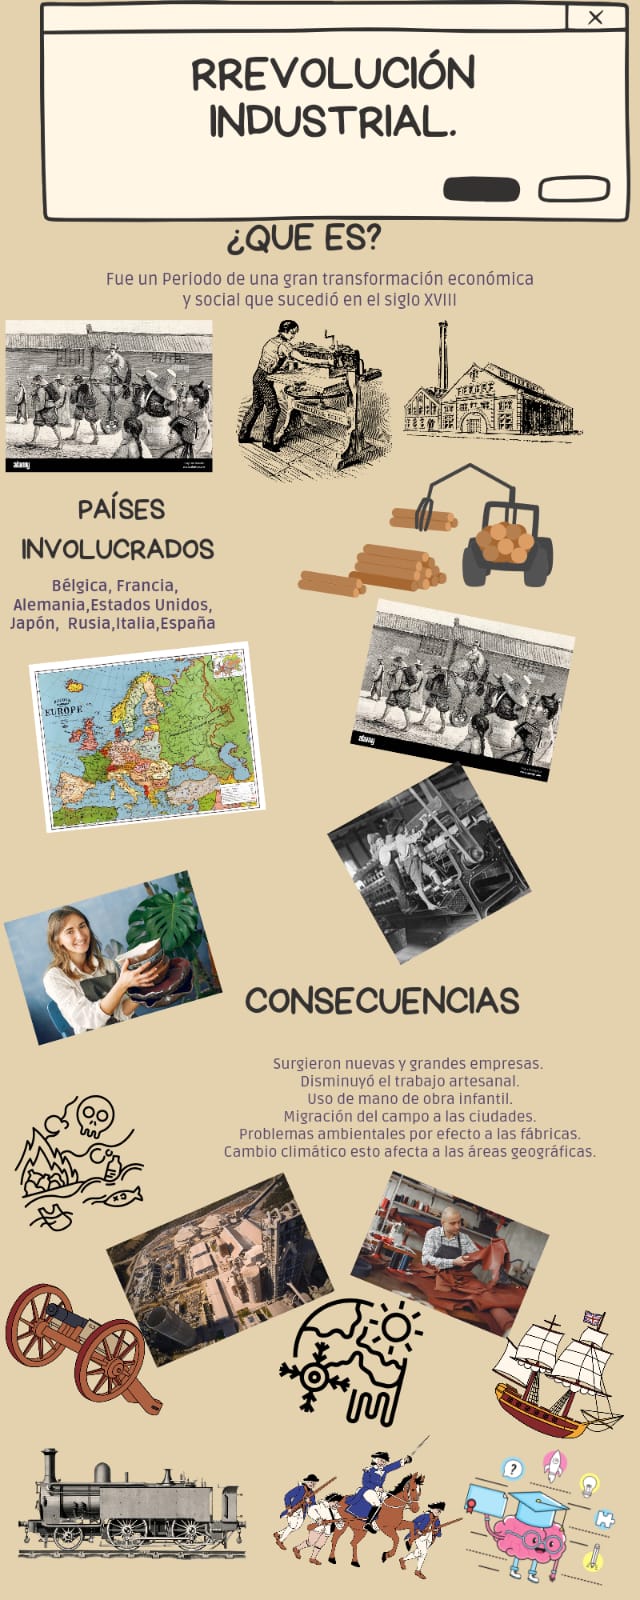 RREVOLUCIÓN
INDUSTRIAL.
¿QUE ES?
Fue un Periodo de una gran transformación económica
y social que sucedió en el siglo XVIII
alamy
PAÍSES
INVOLUCRADOS
Bélgica, Francia,
Alemania,Estados Unidos,
Japón, Rusia,Italia,España
EUROPE
alamy
CONSECUENCIAS
Surgieron nuevas y grandes empresas.
Disminuyó el trabajo artesanal.
Uso de mano de obra infantil.
Migración del campo a las ciudades.
Problemas ambientales por efecto a las fábricas.
Cambio climático esto afecta a las áreas geográficas.
?